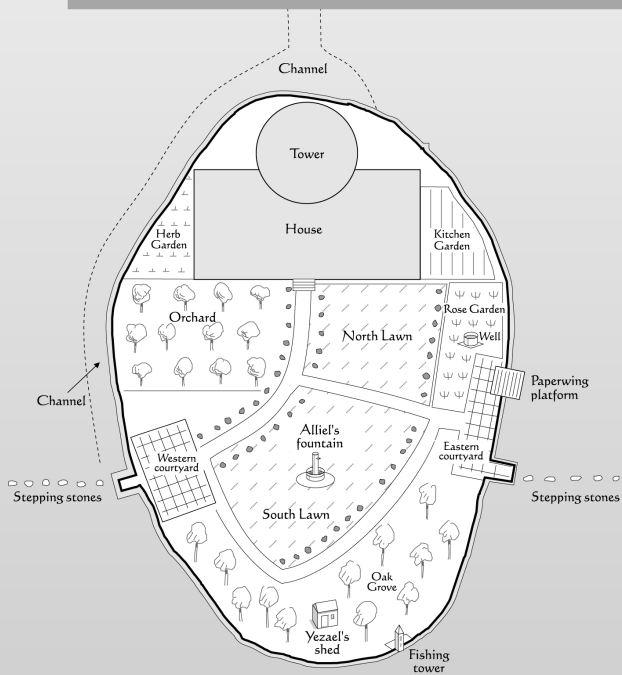 Channel
Tower
House
Herb
Garden
Kitchen
Garden
Orchard
North Lawn
Rose Garden
Well
Channel
Paperwing
platform
Alliel's
fountain
Western
courtyard
Eastern
courtyard
Stepping stones
Stepping stones
South Lawn
Oak
Grove
Yezael's
shed
Fishing
tower